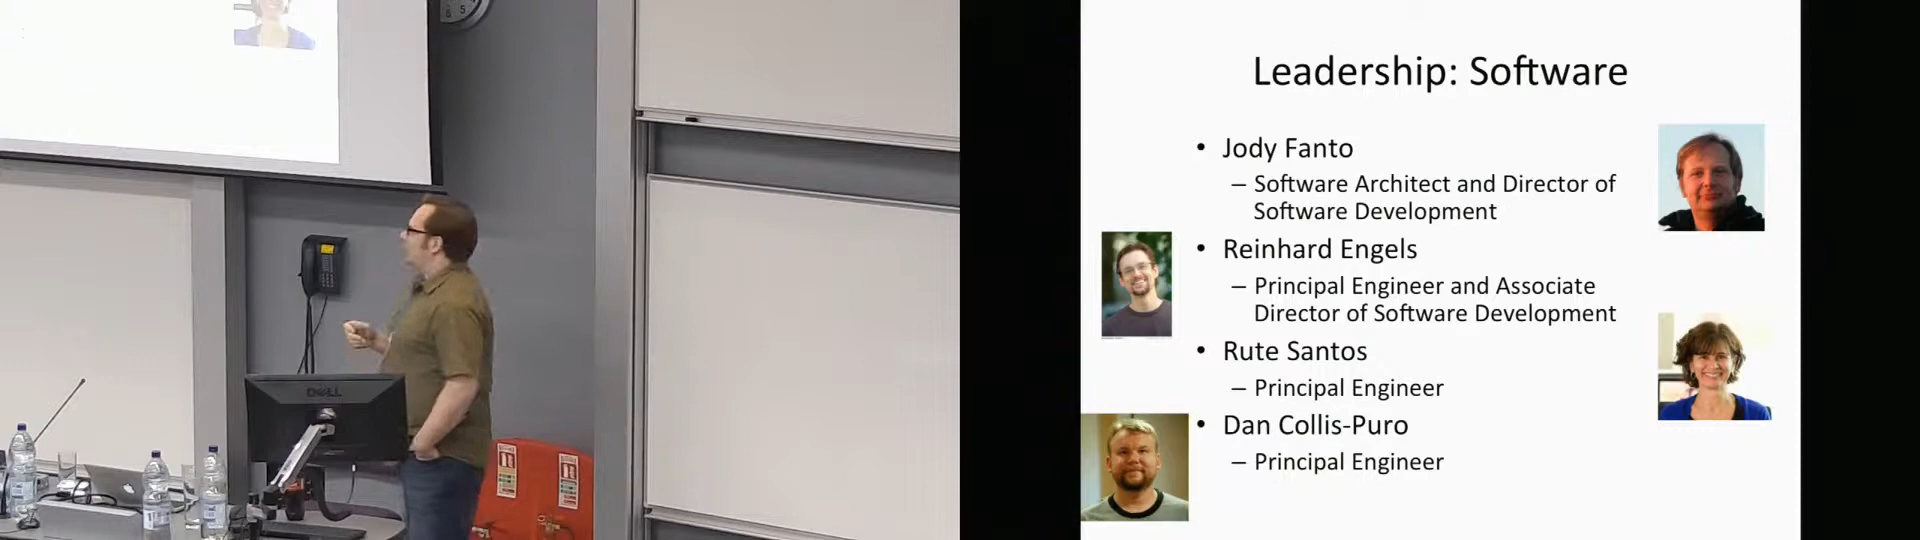 DELL
5
Leadership: Software
• Jody Fanto
– Software Architect and Director of
Software Development
• Reinhard Engels
– Principal Engineer and Associate
Director of Software Development
• Rute Santos
– Principal Engineer
• Dan Collis-Puro
– Principal Engineer